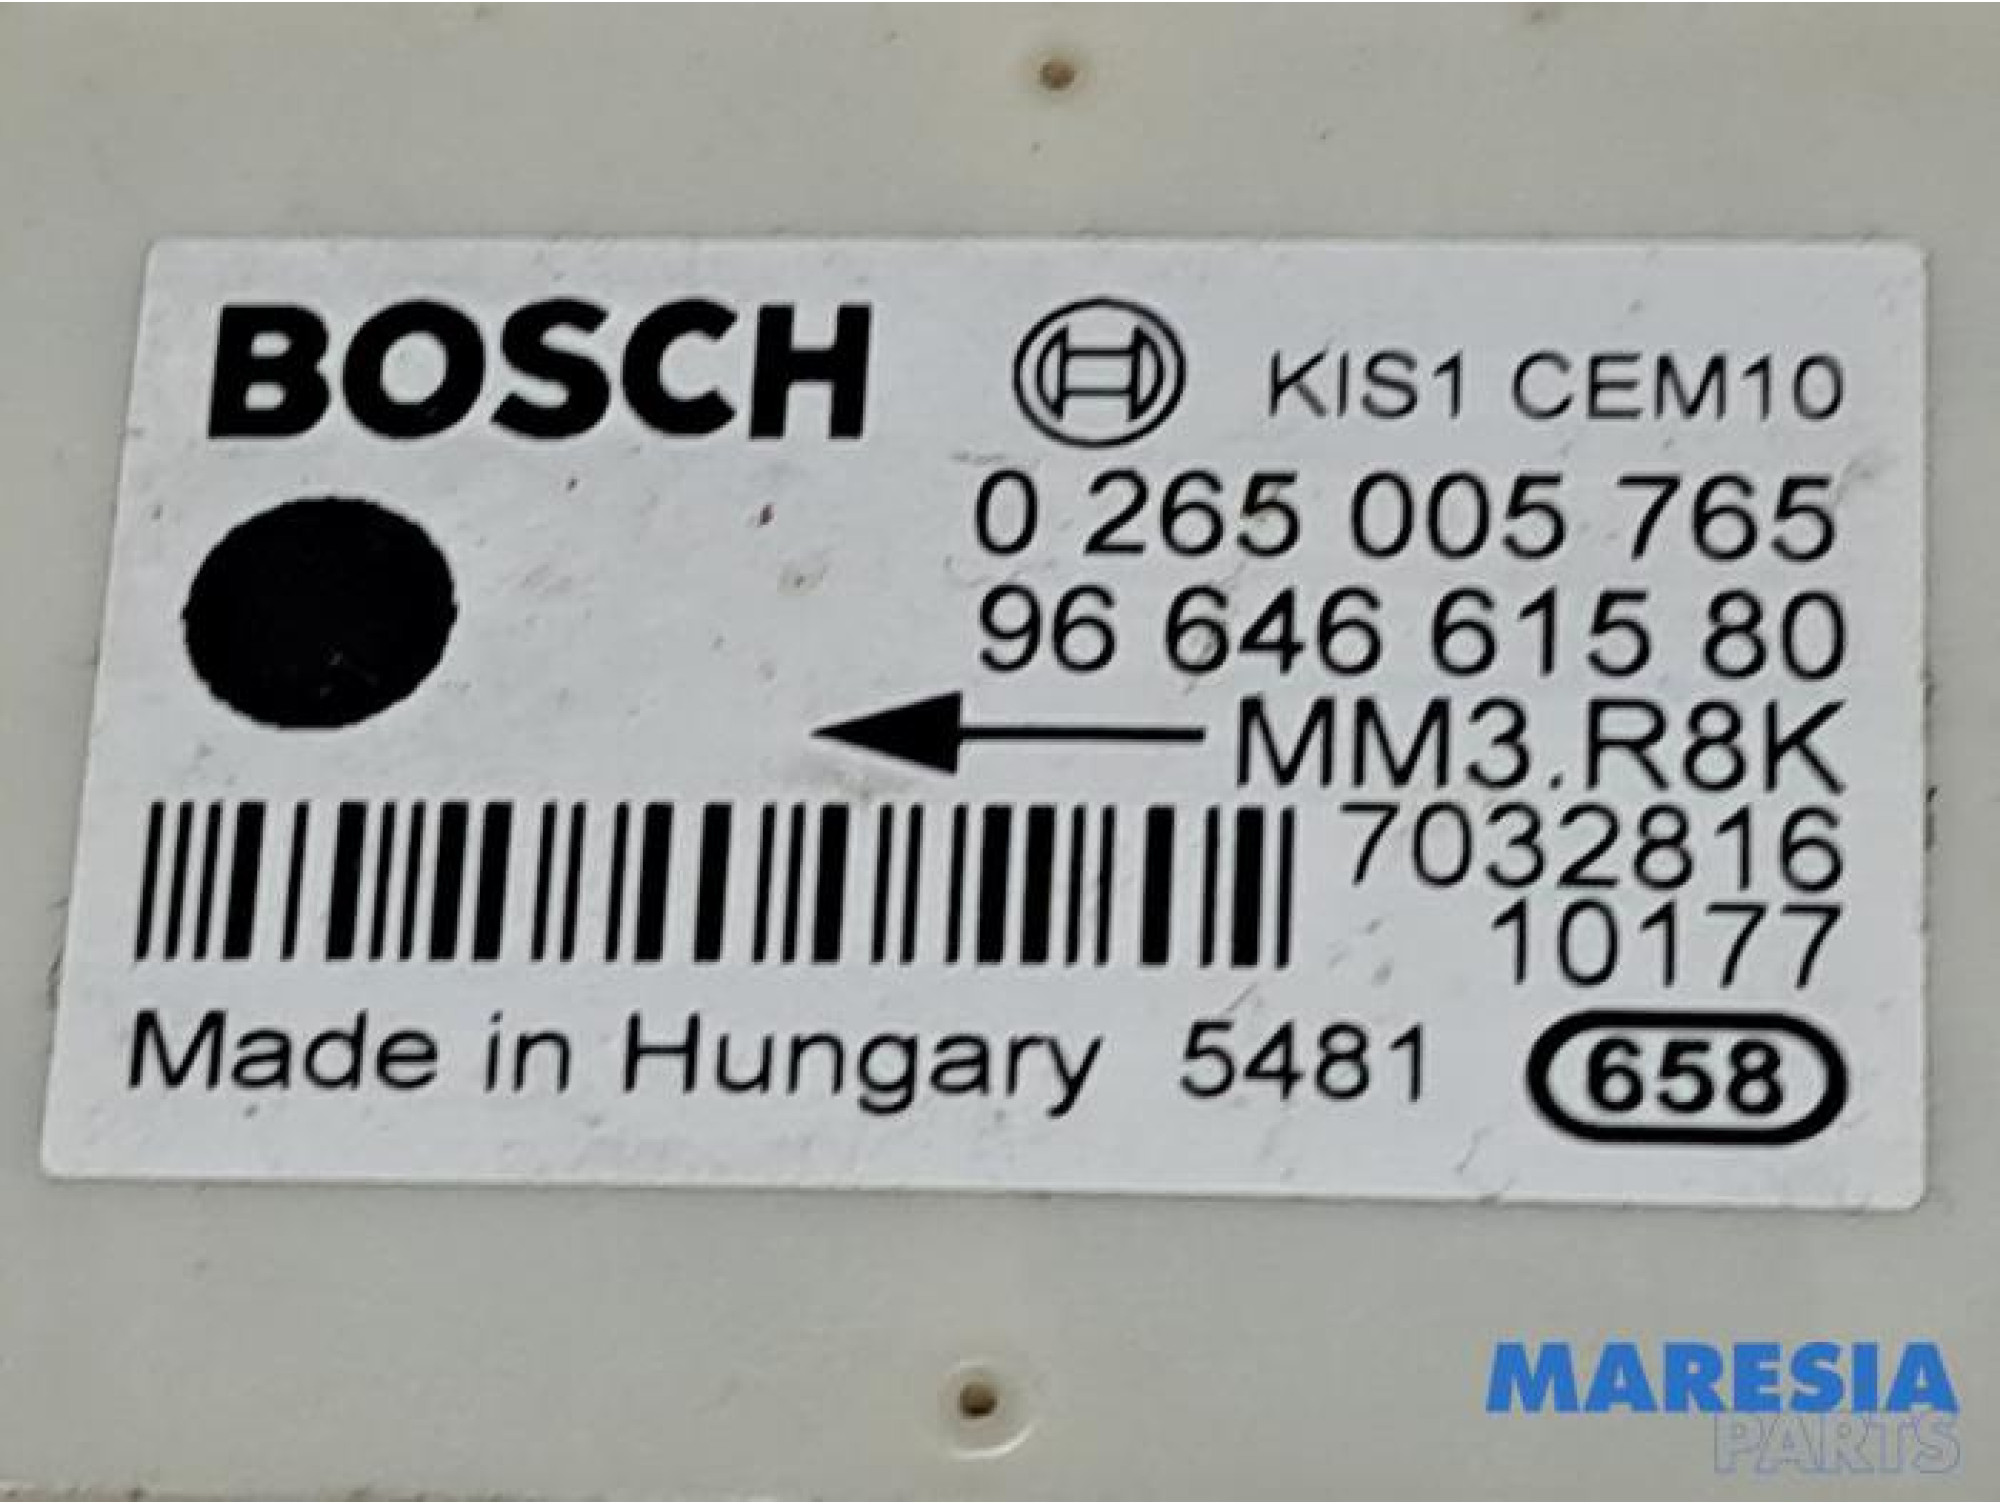 BOSCH KIS1 CEM10
0 265 005 765
96 646 615 80
MM3.R8K
7032816
10177
Made in Hungary 5481 658
MARESIA
PARTS